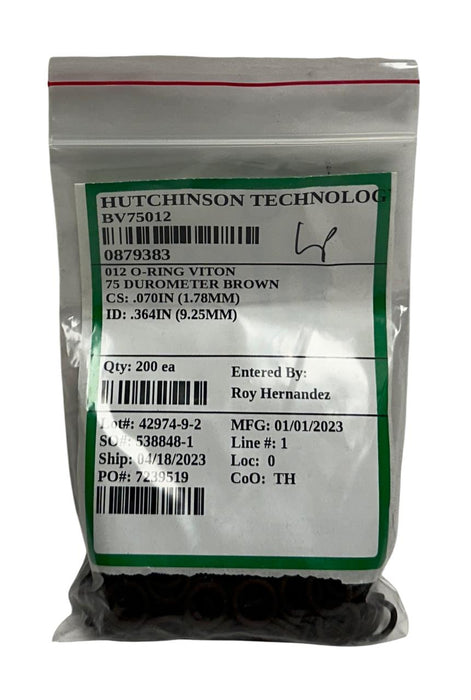 HUTCHINSON TECHNOLOG
BV75012
0879383
012 O-RING VITON
75 DUROMETER BROWN
CS: .070IN (1.78MM)
ID: .364IN (9.25MM)
Qty: 200 ea
Entered By:
Roy Hernandez
Lot#: 42974-9-2 MFG: 01/01/2023
SO#: 538848-1 Line #: 1
Ship: 04/18/2023 Loc: 0
PO#: 7239519 CoO: TH